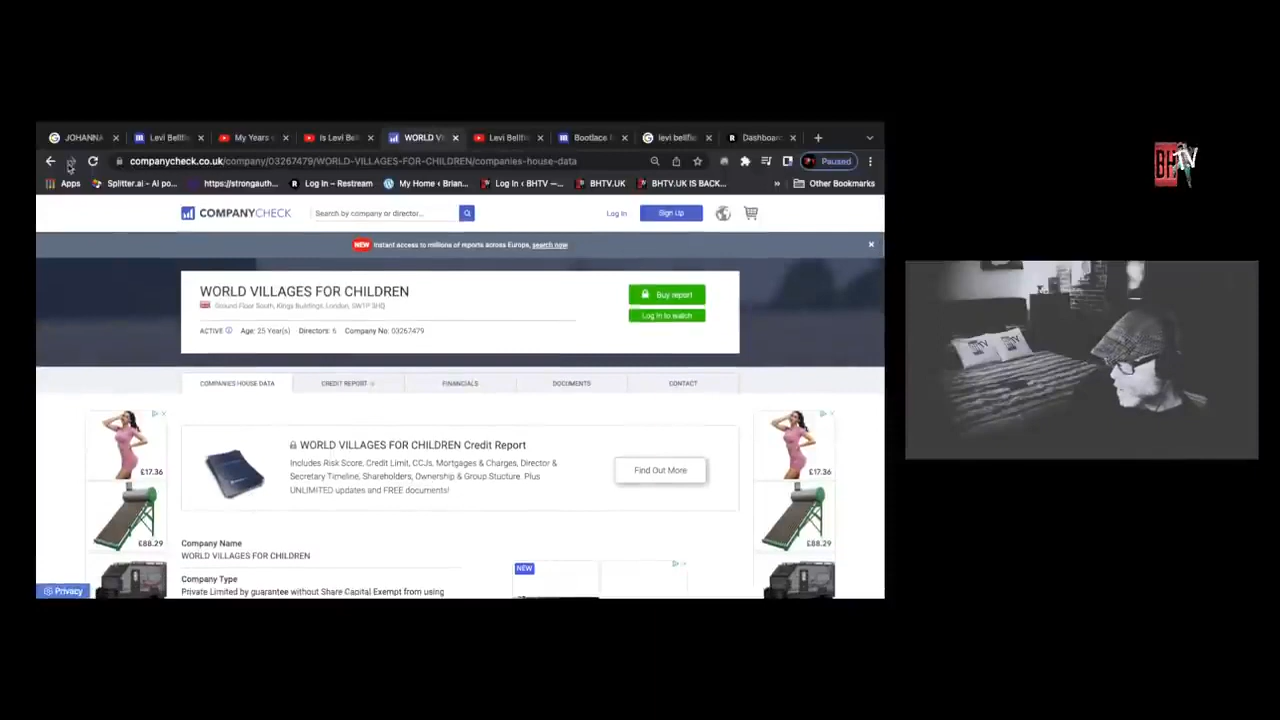 JOHANNA
Levi Bellfi
My Years
Is Levi Bel
WORLD VI
Levi Bellfi
Bootlace
levi bellfie
Dashboard
companycheck.co.uk/company/03267479/WORLD-VILLAGES-FOR-CHILDREN/companies-house-data
Paused
Apps
Splitter.ai – AI po...
https://strongauth...
Log In – Restream
My Home ‹ Brian...
Log In ‹ BHTV —...
BHTV.UK
BHTV.UK IS BACK...
»
Other Bookmarks
COMPANYCHECK
Search by company or director...
Log In
Sign Up
NEW Instant access to millions of reports across Europe, search now
WORLD VILLAGES FOR CHILDREN
Ground Floor South, Kings Buildings, London, SW1P 3HQ
ACTIVE Age: 25 Year(s) Directors: 6 Company No: 03267479
Buy report
Log in to watch
COMPANIES HOUSE DATA
CREDIT REPORT
FINANCIALS
DOCUMENTS
CONTACT
WORLD VILLAGES FOR CHILDREN Credit Report
Includes Risk Score, Credit Limit, CCJs, Mortgages & Charges, Director &
Secretary Timeline, Shareholders, Ownership & Group Stucture. Plus
UNLIMITED updates and FREE documents!
Find Out More
£17.36
£88.29
£17.36
£88.29
Company Name
WORLD VILLAGES FOR CHILDREN
Company Type
Private Limited by guarantee without Share Capital Exempt from using
NEW
Privacy
BHTV
BHTV
BHTV